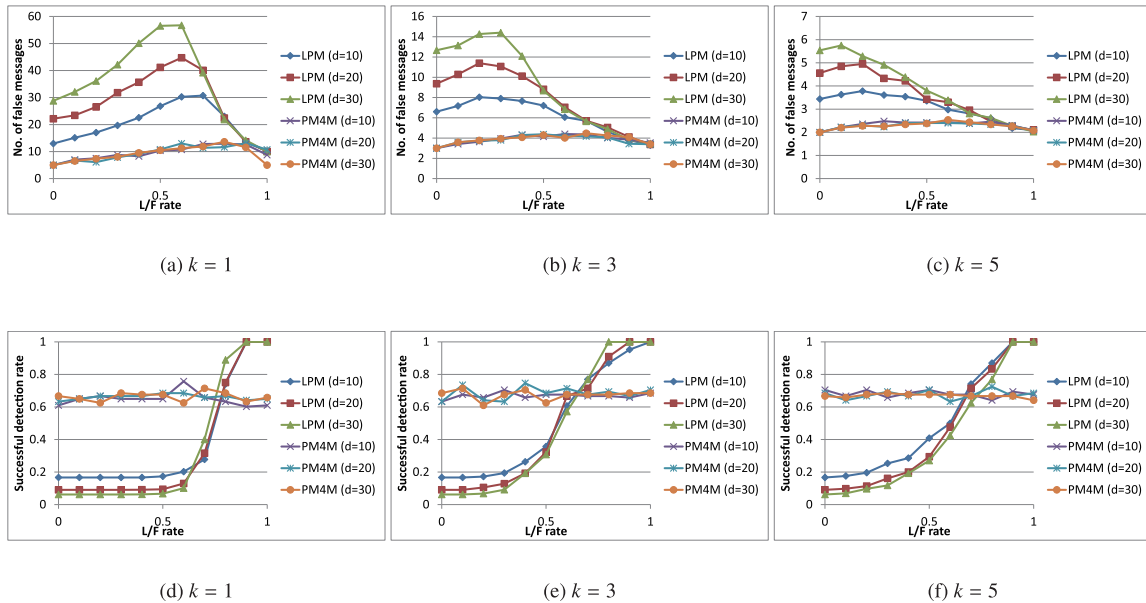 No. of false messages
60
50
40
30
20
10
0
0
0.5
1
L/F rate
LPM (d=10)
LPM (d=20)
LPM (d=30)
PM4M (d=10)
PM4M (d=20)
PM4M (d=30)
(a) k = 1
No. of false messages
16
14
12
10
8
6
4
2
0
0
0.5
1
L/F rate
LPM (d=10)
LPM (d=20)
LPM (d=30)
PM4M (d=10)
PM4M (d=20)
PM4M (d=30)
(b) k = 3
No. of false messages
7
6
5
4
3
2
1
0
0
0.5
1
L/F rate
LPM (d=10)
LPM (d=20)
LPM (d=30)
PM4M (d=10)
PM4M (d=20)
PM4M (d=30)
(c) k = 5
Successful detection rate
1
0.8
0.6
0.4
0.2
0
0
0.5
1
L/F rate
LPM (d=10)
LPM (d=20)
LPM (d=30)
PM4M (d=10)
PM4M (d=20)
PM4M (d=30)
(d) k = 1
Successful detection rate
1
0.8
0.6
0.4
0.2
0
0
0.5
1
L/F rate
LPM (d=10)
LPM (d=20)
LPM (d=30)
PM4M (d=10)
PM4M (d=20)
PM4M (d=30)
(e) k = 3
Successful detection rate
1
0.8
0.6
0.4
0.2
0
0
0.5
1
L/F rate
LPM (d=10)
LPM (d=20)
LPM (d=30)
PM4M (d=10)
PM4M (d=20)
PM4M (d=30)
(f) k = 5